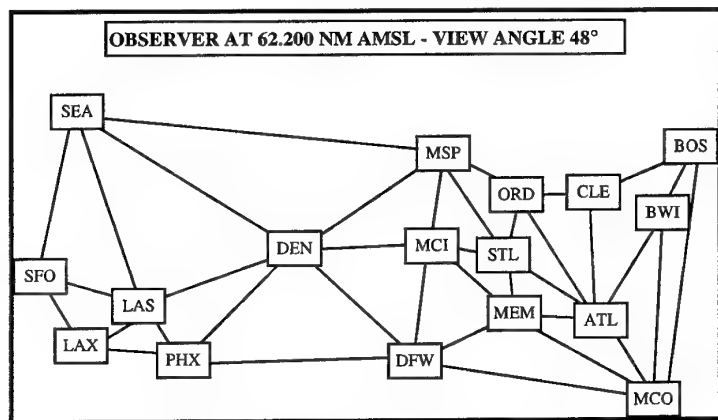 OBSERVER AT 62.200 NM AMSL - VIEW ANGLE 48°
SEA
MSP
BOS
ORD
CLE
BWI
DEN
MCI
STL
SFO
LAS
MEM
ATL
LAX
PHX
DFW
MCO